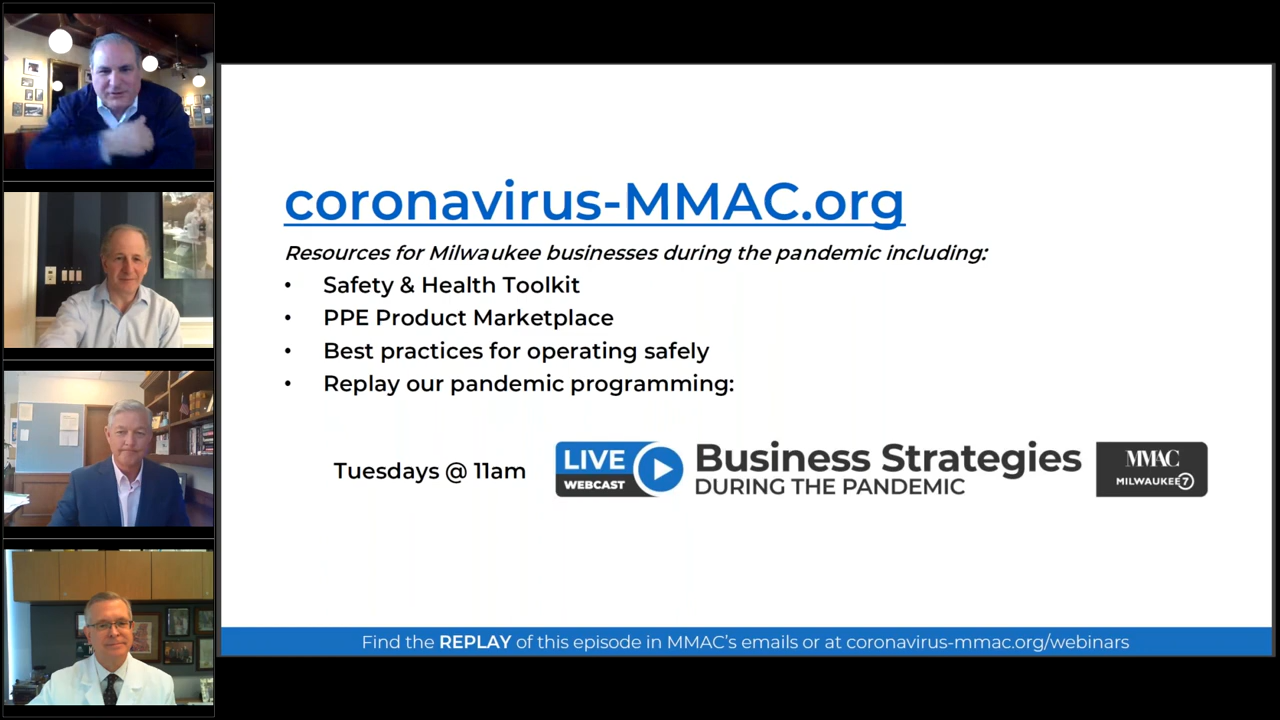 coronavirus-MMAC.org
Resources for Milwaukee businesses during the pandemic including:
• Safety & Health Toolkit
• PPE Product Marketplace
• Best practices for operating safely
• Replay our pandemic programming:
Tuesdays @ 11am
LIVE
WEBCAST
Business Strategies
DURING THE PANDEMIC
MMAC
MILWAUKEE7
Find the REPLAY of this episode in MMAC's emails or at coronavirus-mmac.org/webinars